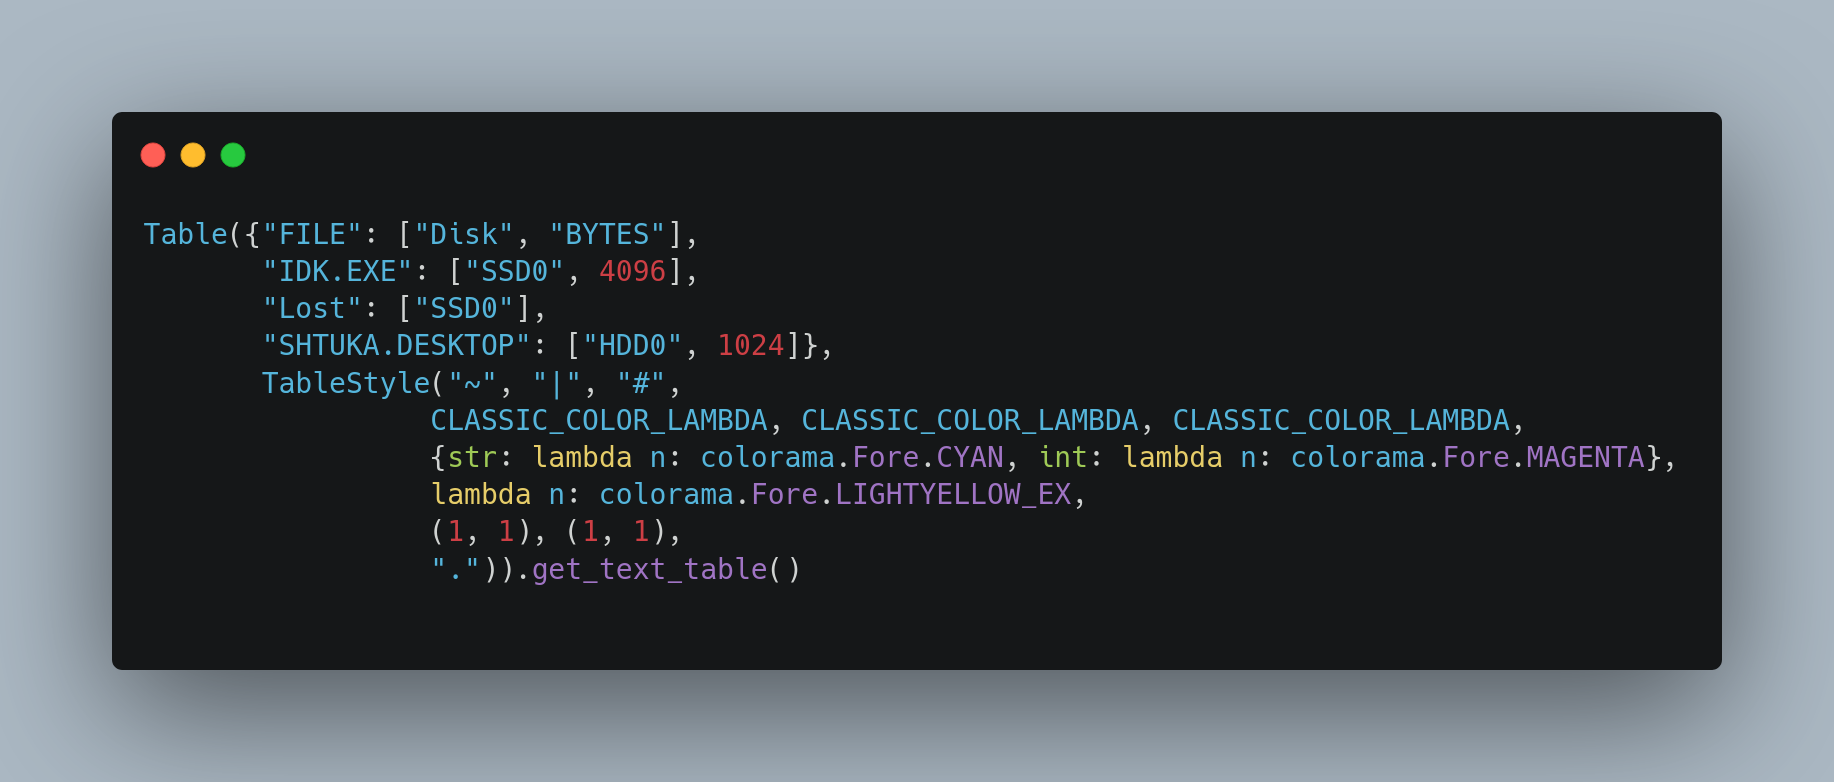 Table({"FILE": ["Disk", "BYTES"],
       "IDK.EXE": ["SSD0", 4096],
       "Lost": ["SSD0"],
       "SHTUKA.DESKTOP": ["HDD0", 1024]},
       TableStyle("~", "|", "#",
                 CLASSIC_COLOR_LAMBDA, CLASSIC_COLOR_LAMBDA, CLASSIC_COLOR_LAMBDA,
                 {str: lambda n: colorama.Fore.CYAN, int: lambda n: colorama.Fore.MAGENTA},
                 lambda n: colorama.Fore.LIGHTYELLOW_EX,
                 (1, 1), (1, 1),
                 ".")).get_text_table()